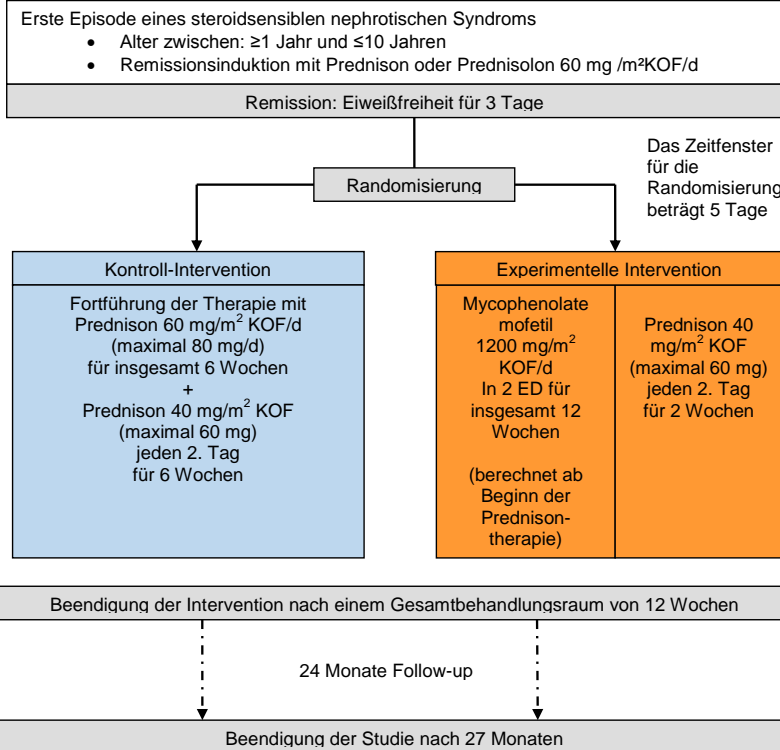 Erste Episode eines steroidsensiblen nephrotischen Syndroms
• Alter zwischen: ≥1 Jahr und ≤10 Jahren
• Remissionsinduktion mit Prednison oder Prednisolon 60 mg /m²KOF/d
Remission: Eiweißfreiheit für 3 Tage
Das Zeitfenster
für die
Randomisierung
beträgt 5 Tage
Randomisierung
Kontroll-Intervention
Fortführung der Therapie mit
Prednison 60 mg/m² KOF/d
(maximal 80 mg/d)
für insgesamt 6 Wochen
+
Prednison 40 mg/m² KOF
(maximal 60 mg)
jeden 2. Tag
für 6 Wochen
Experimentelle Intervention
Mycophenolate
mofetil
1200 mg/m²
KOF/d
In 2 ED für
insgesamt 12
Wochen
(berechnet ab
Beginn der
Prednison-
therapie)
Prednison 40
mg/m² KOF
(maximal 60 mg)
jeden 2. Tag
für 2 Wochen
Beendigung der Intervention nach einem Gesamtbehandlungsraum von 12 Wochen
24 Monate Follow-up
Beendigung der Studie nach 27 Monaten